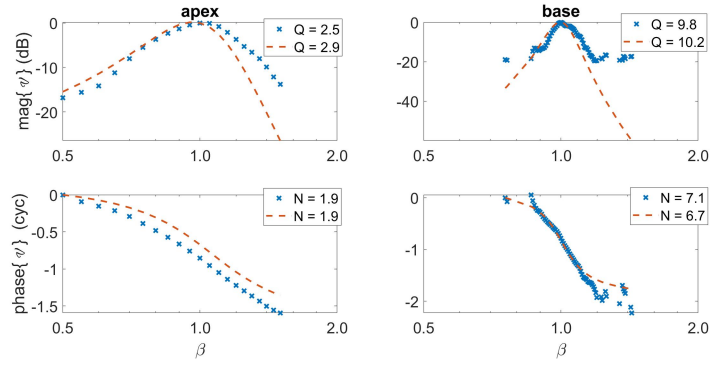 apex
mag{ 𝒱 } (dB)
0
-10
-20
0.5
1.0
2.0
Q = 2.5
Q = 2.9
base
0
-20
-40
0.5
1.0
2.0
Q = 9.8
Q = 10.2
phase{ 𝒱 } (cyc)
0
-0.5
-1
-1.5
0.5
1.0
2.0
β
N = 1.9
N = 1.9
0
-1
-2
0.5
1.0
2.0
β
N = 7.1
N = 6.7